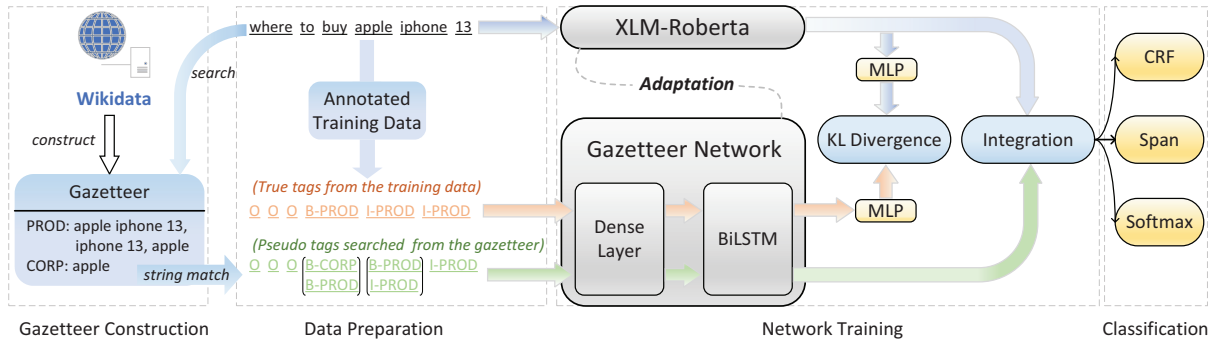 where to buy apple iphone 13
search
Wikidata
construct
Gazetteer
PROD: apple iphone 13,
iphone 13, apple
CORP: apple
string match
Annotated
Training Data
(True tags from the training data)
O O O B-PROD I-PROD I-PROD
(Pseudo tags searched from the gazetteer)
O O O B-CORP B-PROD I-PROD
B-PROD I-PROD
XLM-Roberta
Adaptation
Gazetteer Network
Dense
Layer
BiLSTM
MLP
KL Divergence
MLP
Integration
CRF
Span
Softmax
Gazetteer Construction
Data Preparation
Network Training
Classification